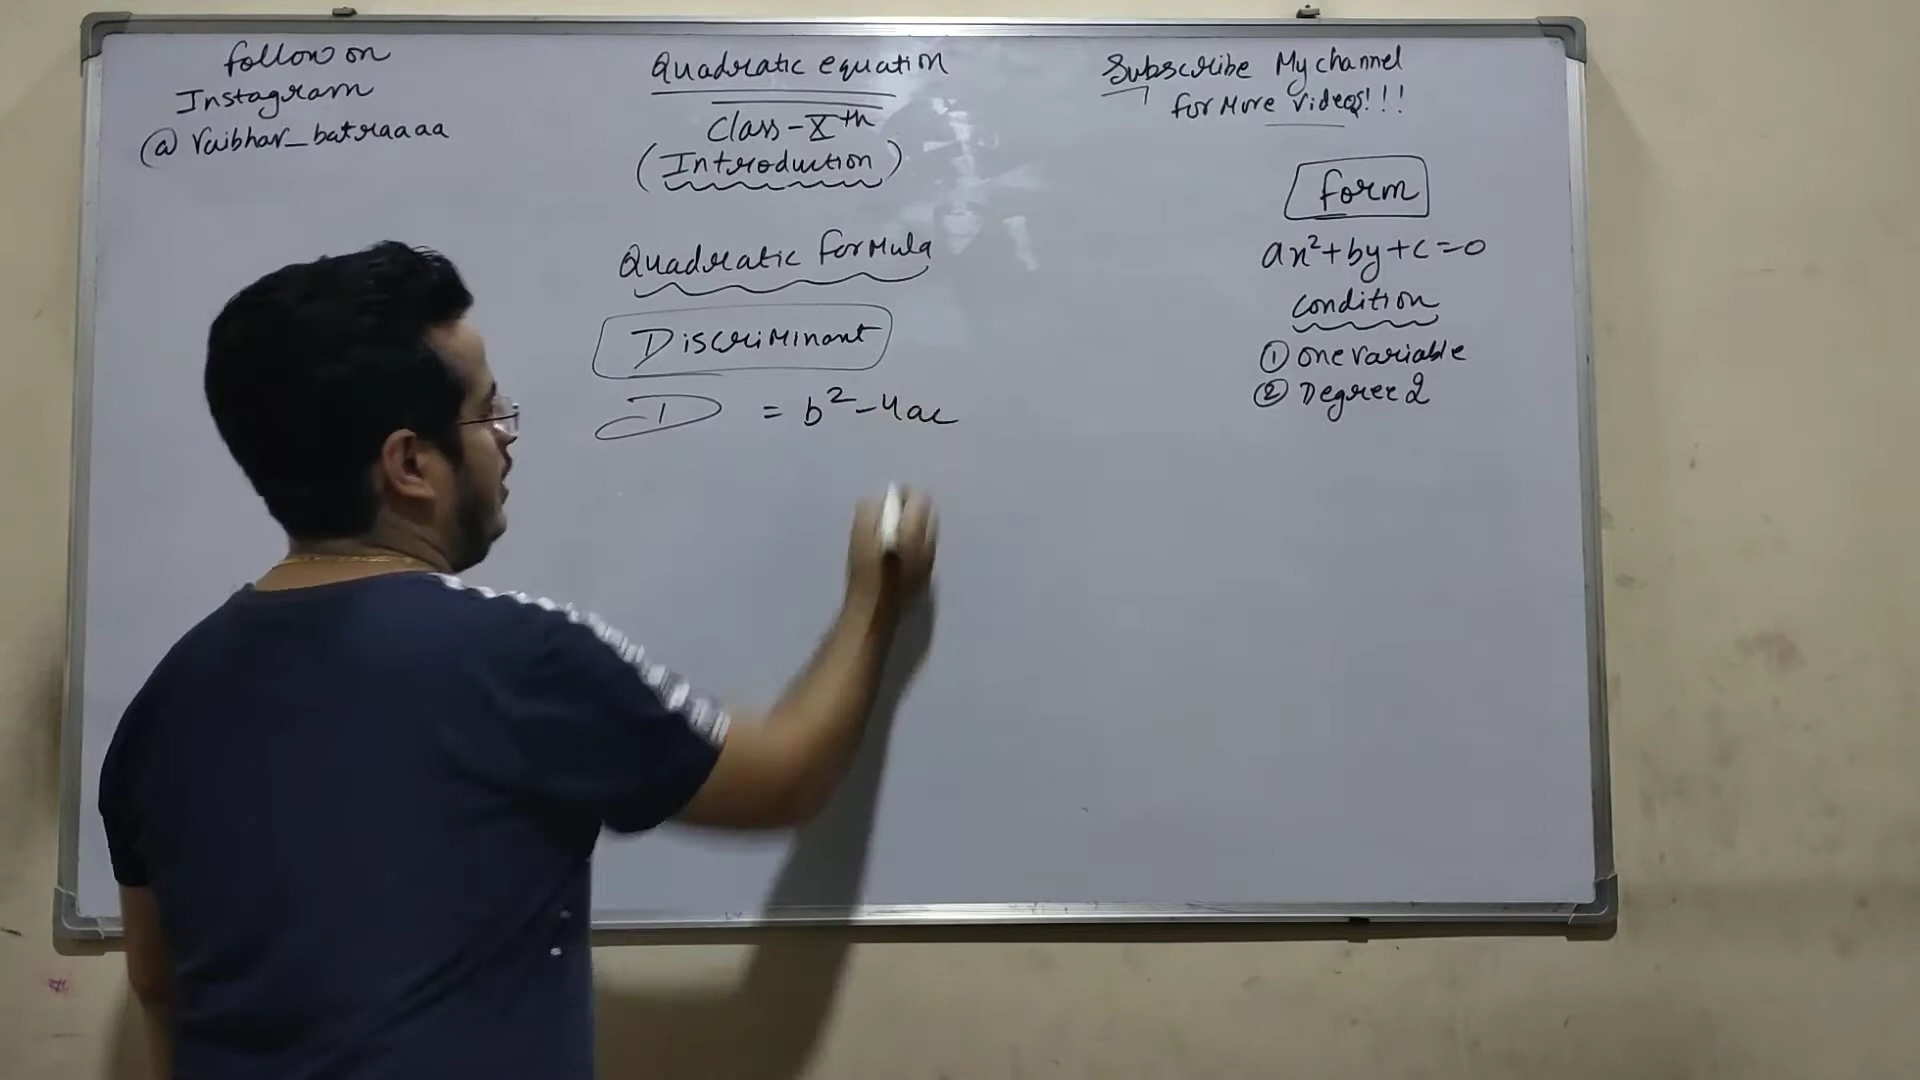 Follow on
Instagram
@ vaibhav_batraaaa
Quadratic equation
Class-Xth
(Introduction)
Subscribe My channel
For More Videos!!!
Quadratic Formula
Discriminant
D = b²-4ac
Form
ax²+by+c=0
condition
① one variable
② Degree 2